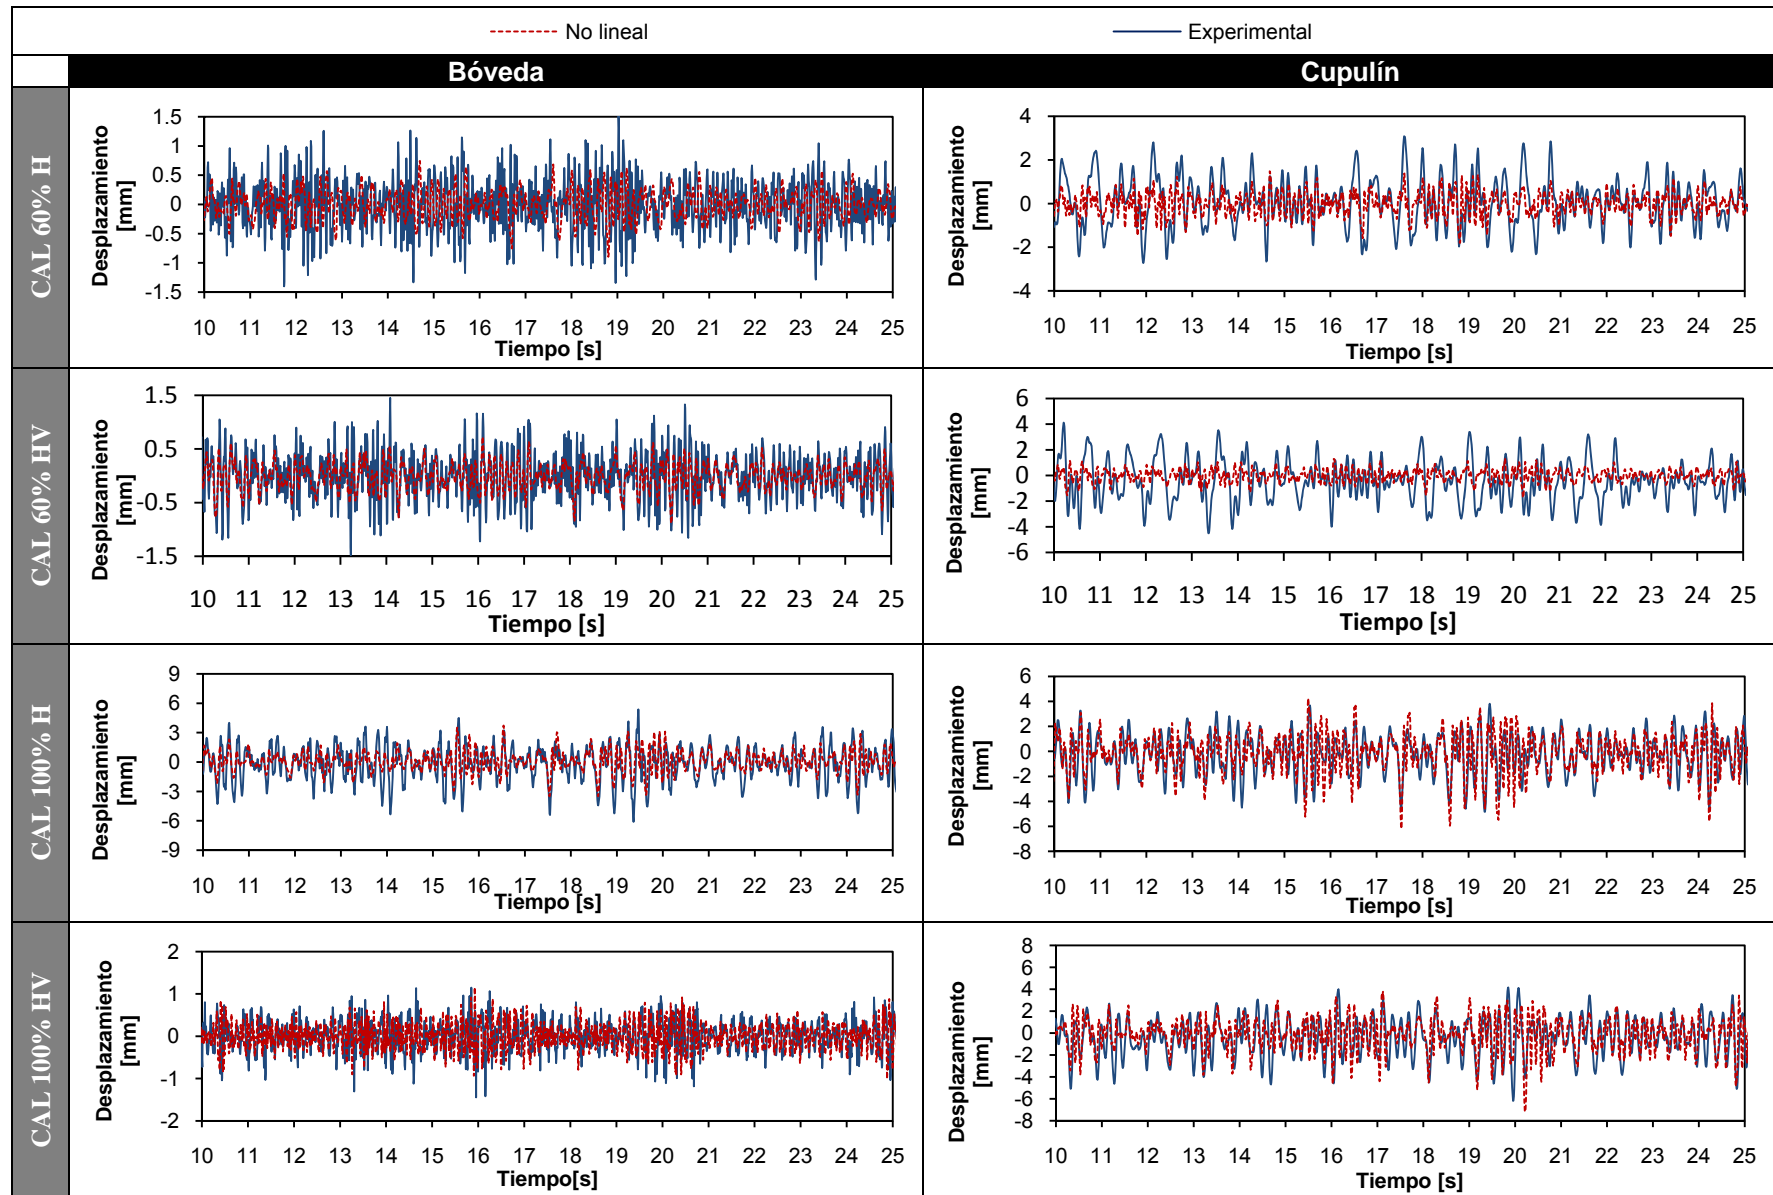 No lineal Experimental
Bóveda Cupulín
CAL 60% H
Desplazamiento
[mm]
1.5
1
0.5
0
-0.5
-1
-1.5
10 11 12 13 14 15 16 17 18 19 20 21 22 23 24 25
Tiempo [s]
Desplazamiento
[mm]
4
2
0
-2
-4
10 11 12 13 14 15 16 17 18 19 20 21 22 23 24 25
Tiempo [s]
CAL 60% HV
Desplazamiento
[mm]
1.5
0.5
-0.5
-1.5
10 11 12 13 14 15 16 17 18 19 20 21 22 23 24 25
Tiempo [s]
Desplazamiento
[mm]
6
4
2
0
-2
-4
-6
10 11 12 13 14 15 16 17 18 19 20 21 22 23 24 25
Tiempo [s]
CAL 100% H
Desplazamiento
[mm]
9
6
3
0
-3
-6
-9
10 11 12 13 14 15 16 17 18 19 20 21 22 23 24 25
Tiempo [s]
Desplazamiento
[mm]
6
4
2
0
-2
-4
-6
-8
10 11 12 13 14 15 16 17 18 19 20 21 22 23 24 25
Tiempo [s]
CAL 100% HV
Desplazamiento
[mm]
2
1
0
-1
-2
10 11 12 13 14 15 16 17 18 19 20 21 22 23 24 25
Tiempo[s]
Desplazamiento
[mm]
8
6
4
2
0
-2
-4
-6
-8
10 11 12 13 14 15 16 17 18 19 20 21 22 23 24 25
Tiempo [s]